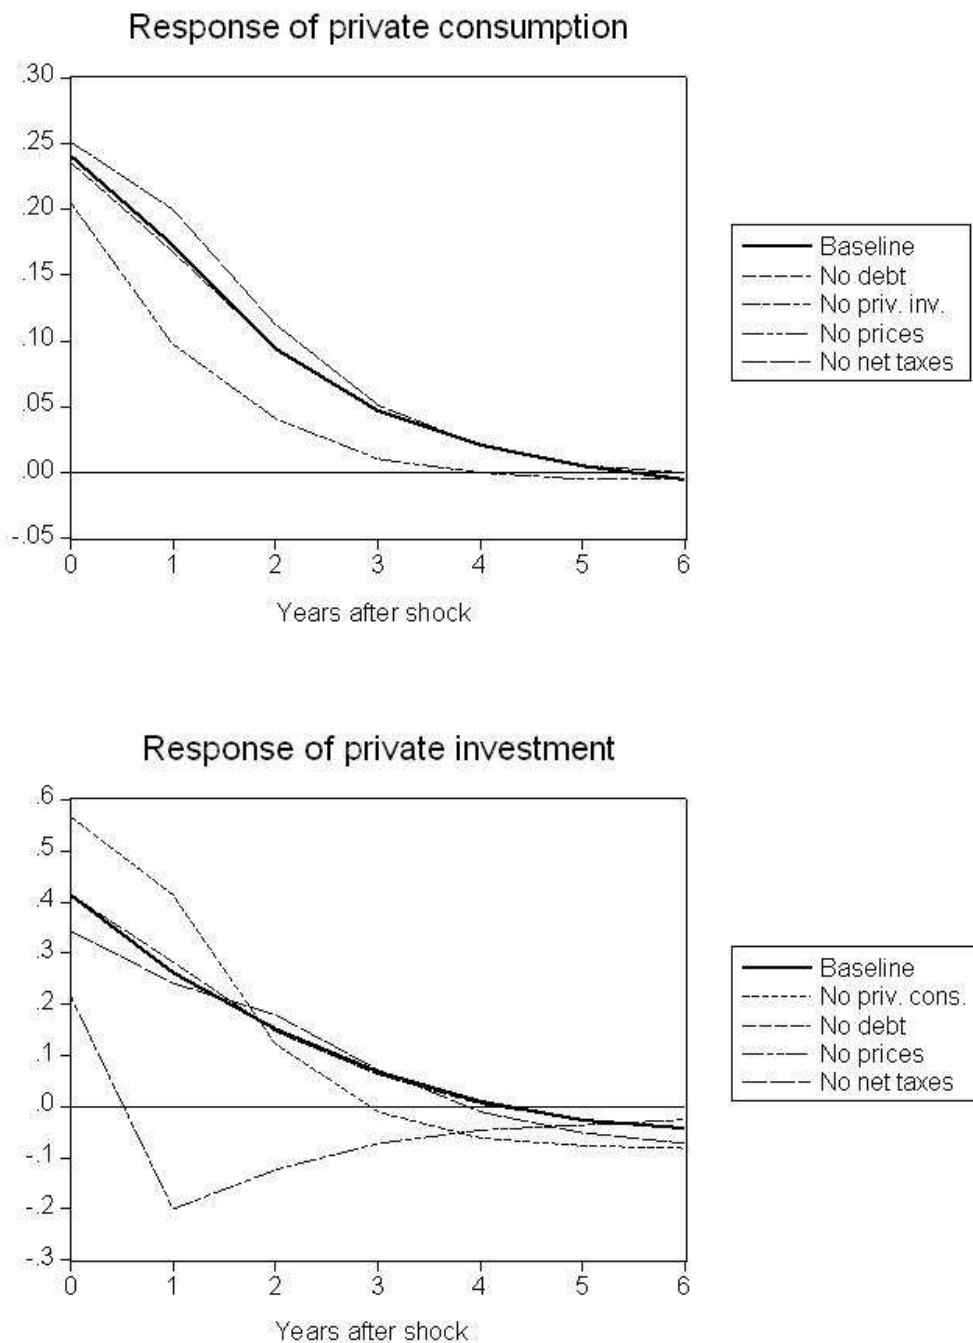 Response of private consumption
.30
.25
.20
.15
.10
.05
.00
-.05
0 1 2 3 4 5 6
Years after shock
Baseline
No debt
No priv. inv.
No prices
No net taxes
Response of private investment
.6
.5
.4
.3
.2
.1
.0
-.1
-.2
-.3
0 1 2 3 4 5 6
Years after shock
Baseline
No priv. cons.
No debt
No prices
No net taxes